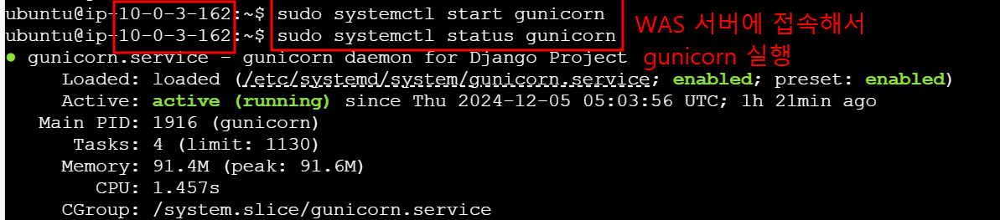 ubuntu@ip-10-0-3-162:~$ sudo systemctl start gunicorn
ubuntu@ip-10-0-3-162:~$ sudo systemctl status gunicorn
WAS 서버에 접속해서
gunicorn 실행
● gunicorn.service - gunicorn daemon for Django Project
Loaded: loaded (/etc/systemd/system/gunicorn.service; enabled; preset: enabled)
Active: active (running) since Thu 2024-12-05 05:03:56 UTC; 1h 21min ago
Main PID: 1916 (gunicorn)
Tasks: 4 (limit: 1130)
Memory: 91.4M (peak: 91.6M)
CPU: 1.457s
CGroup: /system.slice/gunicorn.service